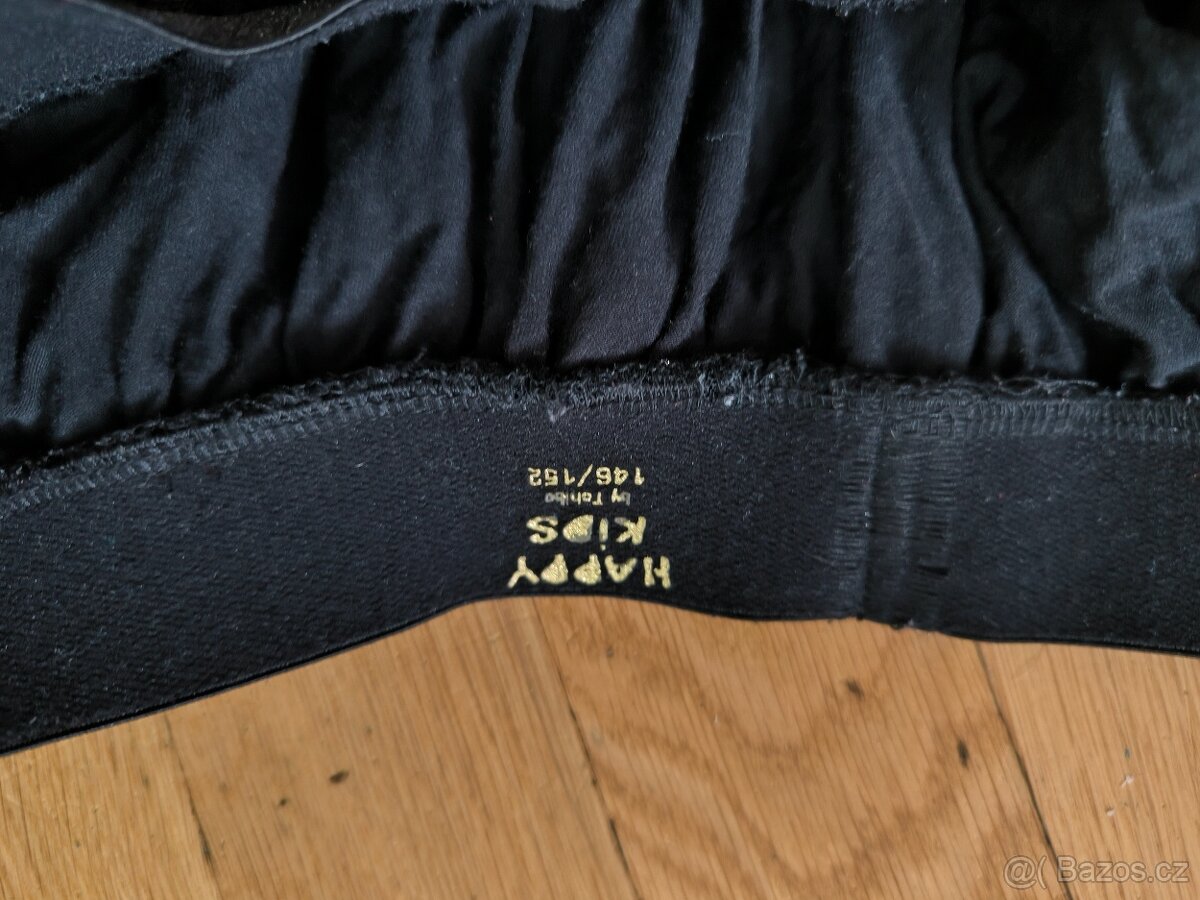 HAPPY
KiDS
by Tchibo
146/152
@( Bazos.cz